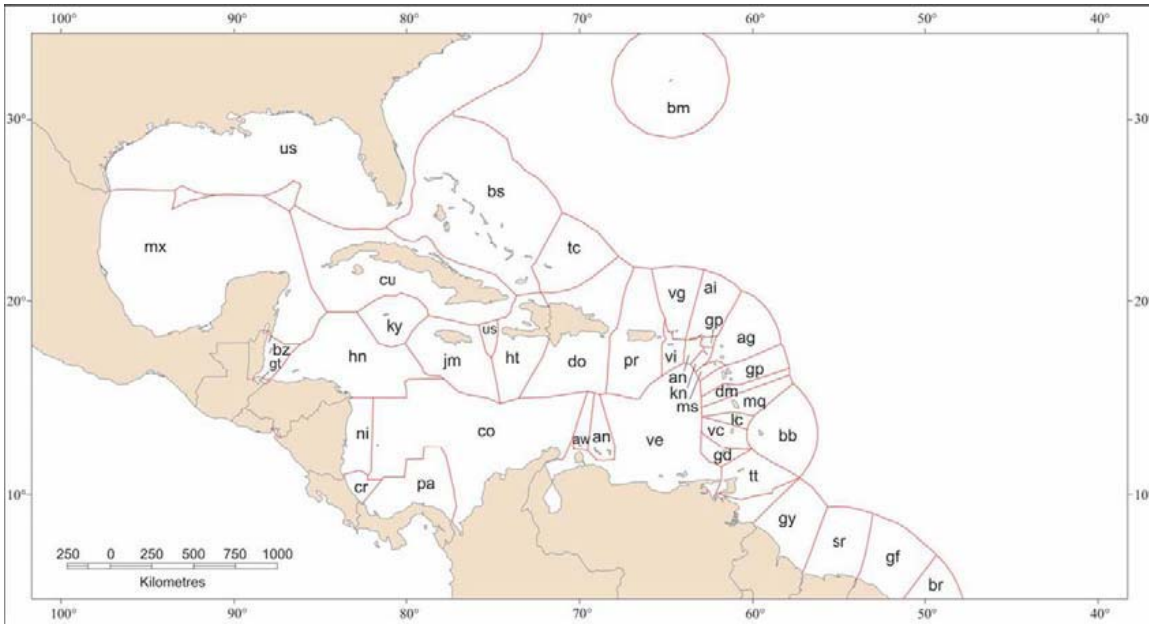 100° 90° 80° 70° 60° 50° 40°
bm
30° 30°
us
bs
mx
tc
cu
vg ai
20° 20°
ky gp
us
bz hn jm ht do pr vi ag
gt
an gp
kn dm
ms mq
lc
ni co aw an ve vc bb
gd
cr pa tt
10° 10°
gy
sr
gf
250 0 250 500 750 1000
br
Kilometres
100° 90° 80° 70° 60° 50° 40°